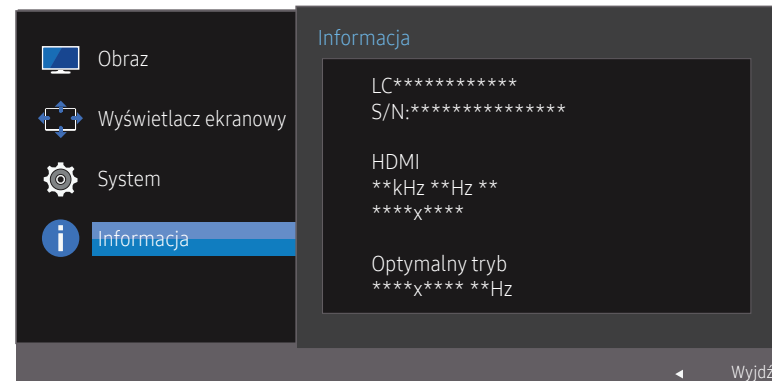 Obraz
Wyświetlacz ekranowy
System
Informacja
Informacja
LC************
S/N:***************
HDMI
**kHz **Hz **
****x****
Optymalny tryb
****x**** **Hz
Wyjdź